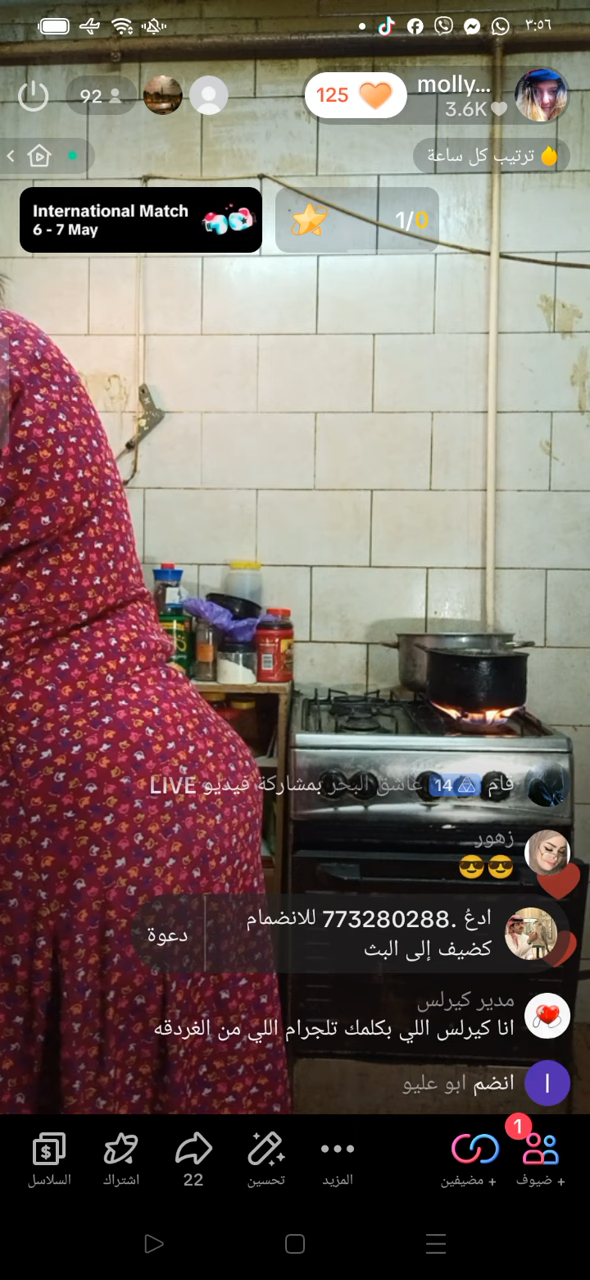 ٣:٥٦
92
125
molly...
3.6K
ترتيب كل ساعة
International Match
6 - 7 May
1/0
قام 14 عاشق البحر بمشاركة فيديو LIVE
زهور
😎😎
ادعُ .773280288 للانضمام
كضيف إلى البث
دعوة
مدير كيرلس
انا كيرلس اللي بكلمك تلجرام اللي من الغردقه
I
انضم ابو عليو
1
+ ضيوف
+ مضيفين
المزيد
تحسين
22
اشتراك
السلاسل